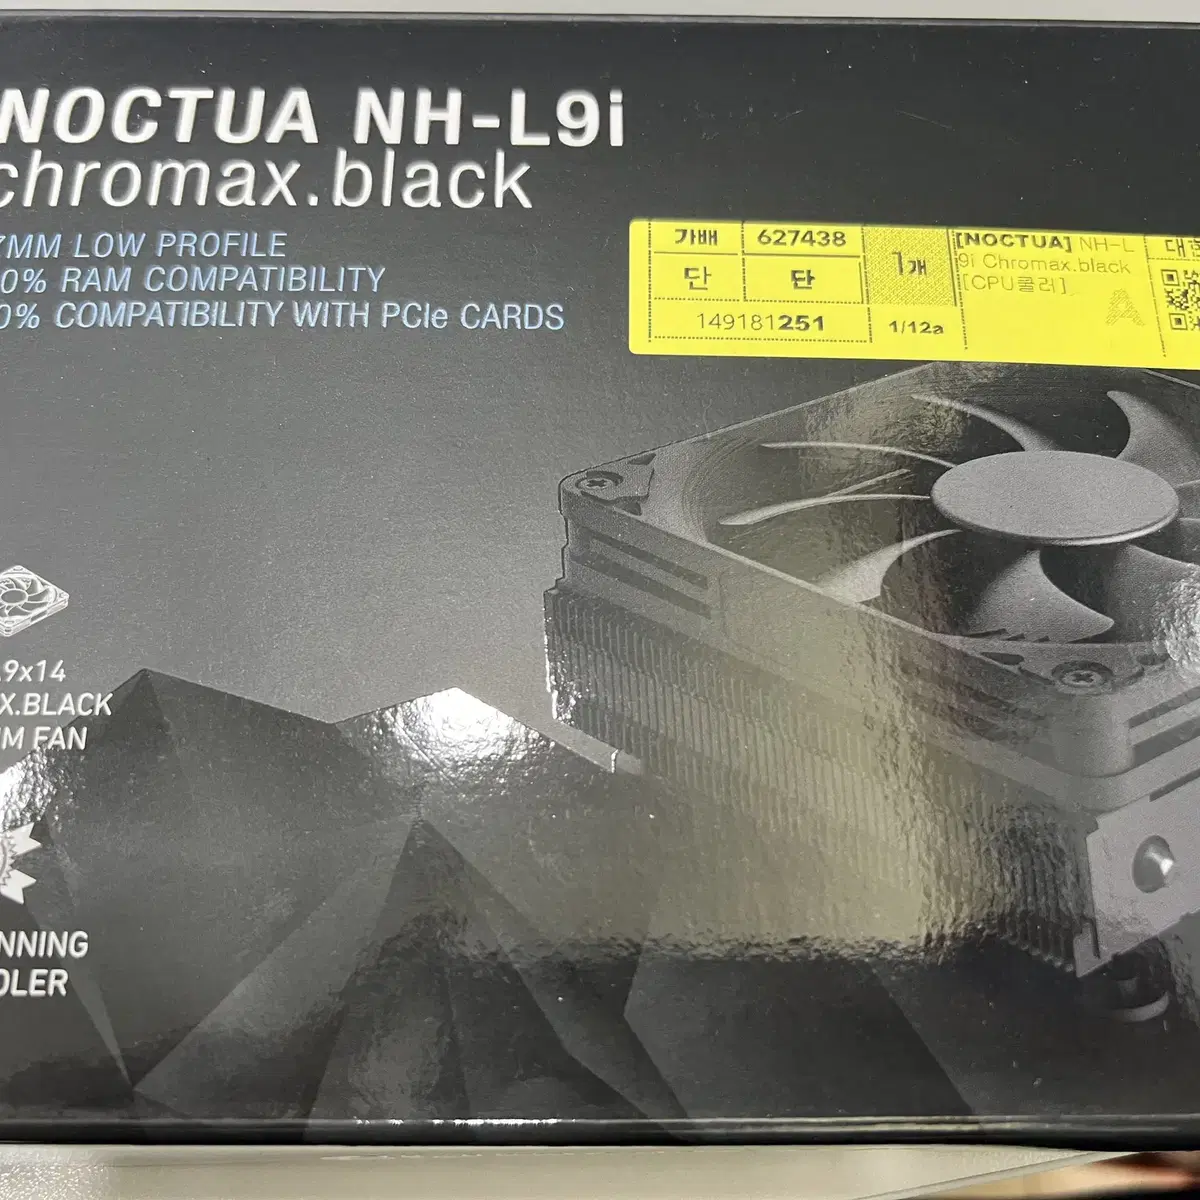 NOCTUA NH-L9i
chromax.black
7MM LOW PROFILE
0% RAM COMPATIBILITY
0% COMPATIBILITY WITH PCIe CARDS
가배 627438
단 단
149181251
1개
1/12a
[NOCTUA] NH-L
9i Chromax.black
[CPU쿨러]
A
대한
.9x14
X.BLACK
M FAN
NNING
OLER